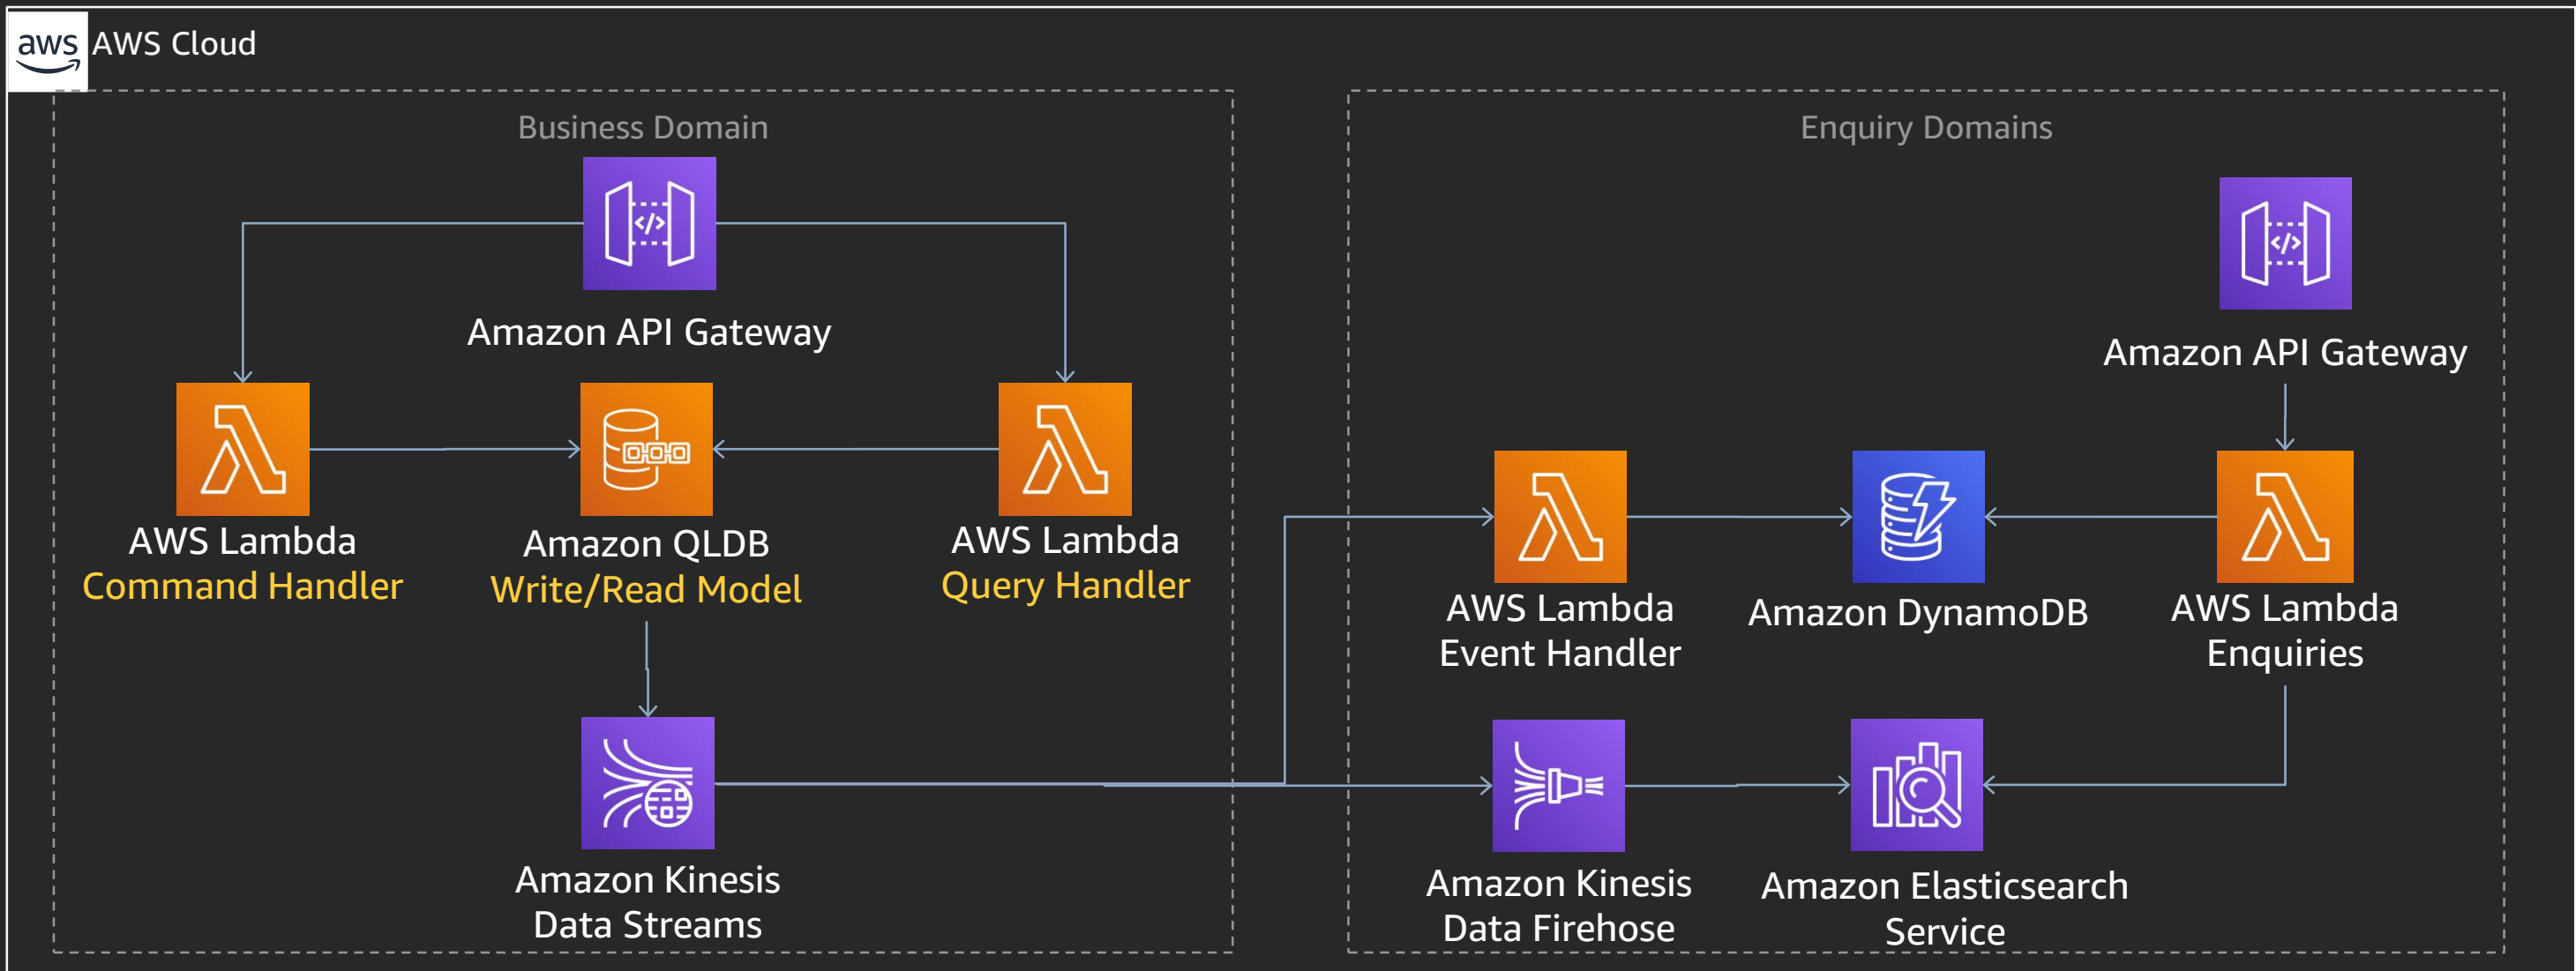 aws
AWS Cloud
Business Domain
</>
Amazon API Gateway
AWS Lambda
Command Handler
Amazon QLDB
Write/Read Model
AWS Lambda
Query Handler
Amazon Kinesis
Data Streams
Enquiry Domains
</>
Amazon API Gateway
AWS Lambda
Event Handler
Amazon DynamoDB
AWS Lambda
Enquiries
Amazon Kinesis
Data Firehose
Amazon Elasticsearch
Service